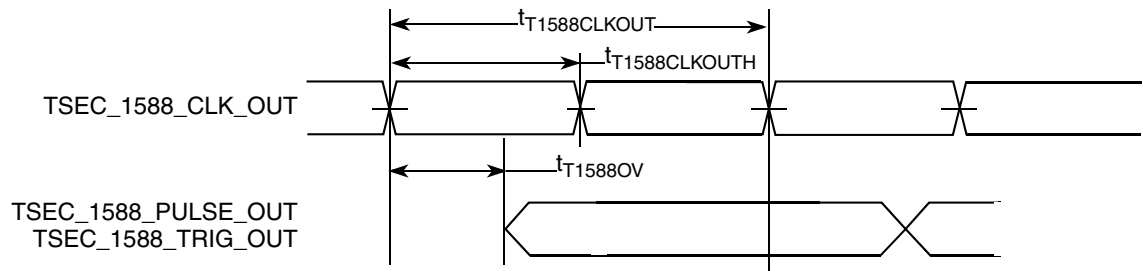 tT1588CLKOUT
tT1588CLKOUTH
TSEC_1588_CLK_OUT
tT1588OV
TSEC_1588_PULSE_OUT
TSEC_1588_TRIG_OUT